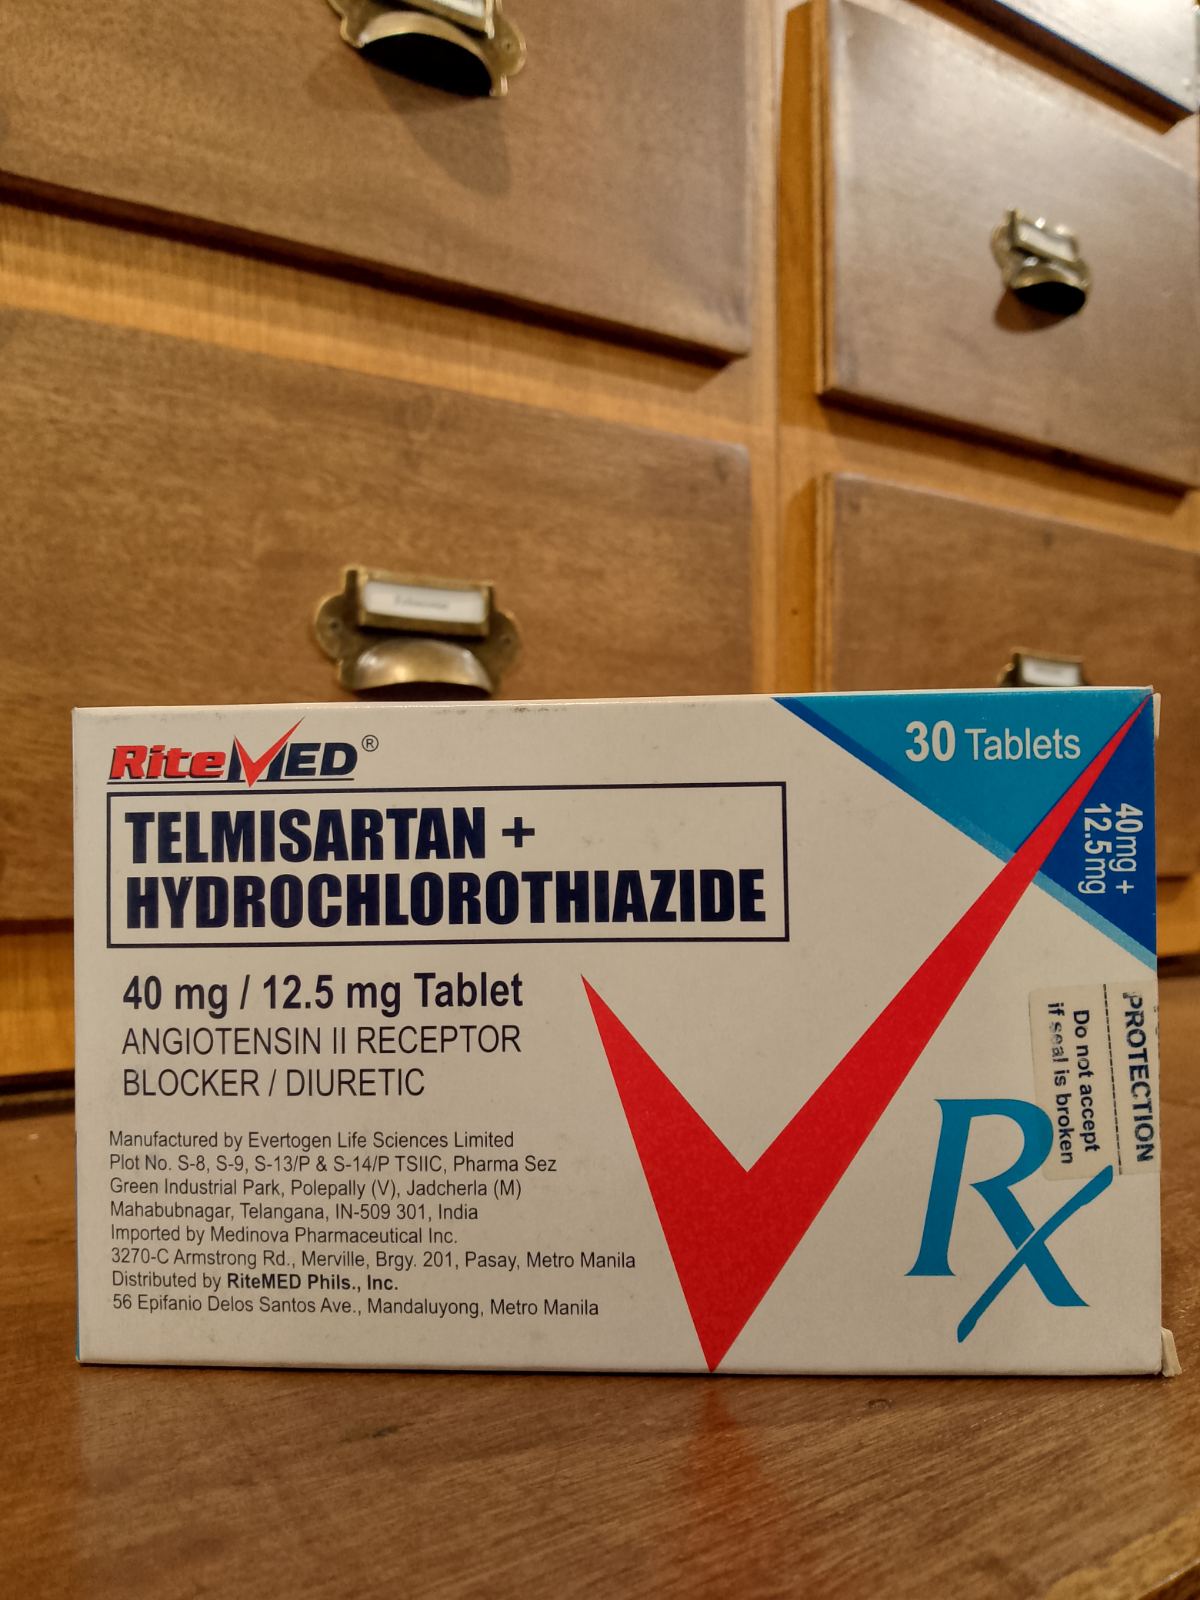 RiteMED®
30 Tablets
TELMISARTAN +
HYDROCHLOROTHIAZIDE
40mg +
12.5mg
40 mg / 12.5 mg Tablet
ANGIOTENSIN II RECEPTOR
BLOCKER / DIURETIC
PROTECTION
Do not accept
if seal is broken
Rx
Manufactured by Evertogen Life Sciences Limited
Plot No. S-8, S-9, S-13/P & S-14/P TSIIC, Pharma Sez
Green Industrial Park, Polepally (V), Jadcherla (M)
Mahabubnagar, Telangana, IN-509 301, India
Imported by Medinova Pharmaceutical Inc.
3270-C Armstrong Rd., Merville, Brgy. 201, Pasay, Metro Manila
Distributed by RiteMED Phils., Inc.
56 Epifanio Delos Santos Ave., Mandaluyong, Metro Manila